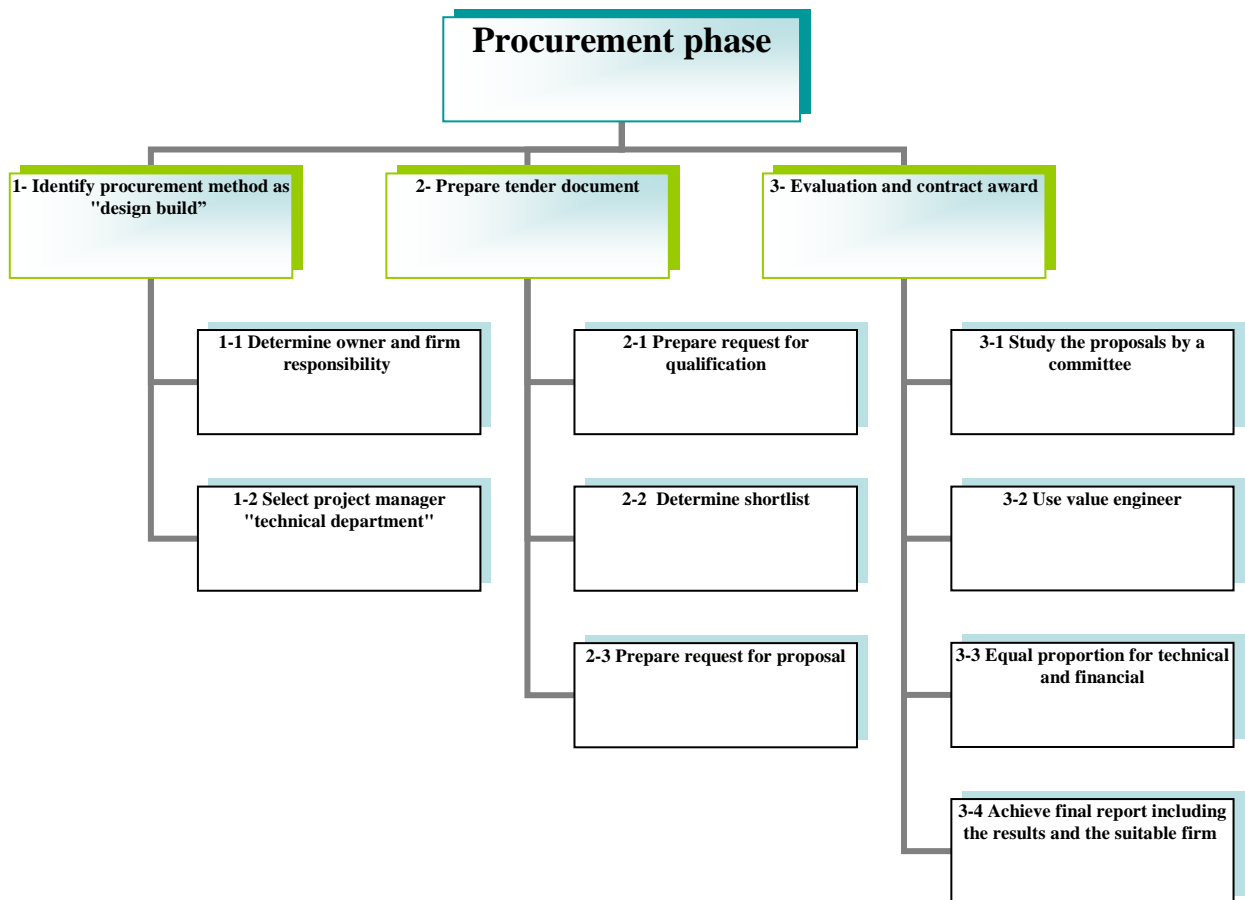 Procurement phase
1- Identify procurement method as
"design build”
2- Prepare tender document
3- Evaluation and contract award
1-1 Determine owner and firm
responsibility
2-1 Prepare request for
qualification
3-1 Study the proposals by a
committee
1-2 Select project manager
"technical department"
2-2  Determine shortlist
3-2 Use value engineer
2-3 Prepare request for proposal
3-3 Equal proportion for technical
and financial
3-4 Achieve final report including
the results and the suitable firm